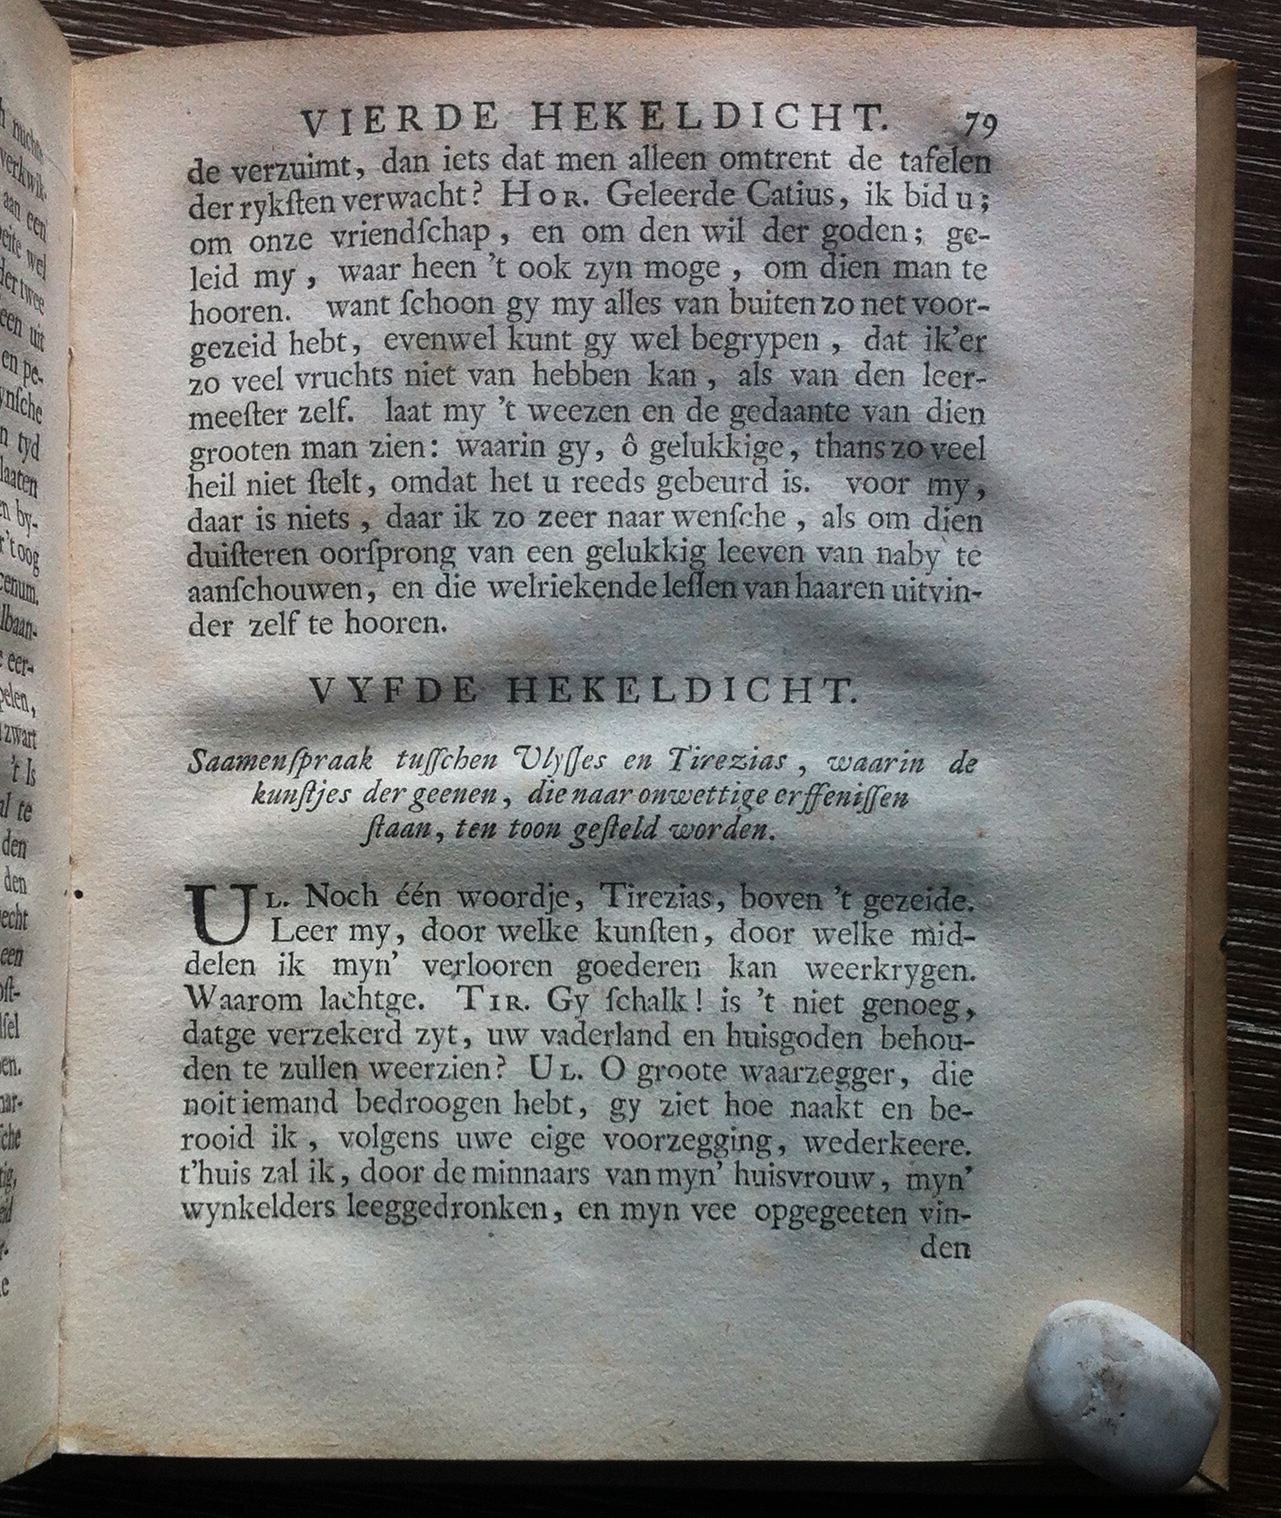 VIERDE HEKELDICHT. 79
de verzuimt, dan iets dat men alleen omtrent de tafelen
der rykſten verwacht? HOR. Geleerde Catius, ik bid u;
om onze vriendſchap, en om den wil der goden; ge-
leid my, waar heen 't ook zyn moge, om dien man te
hooren. want ſchoon gy my alles van buiten zo net voor-
gezeid hebt, evenwel kunt gy wel begrypen, dat ik'er
zo veel vruchts niet van hebben kan, als van den leer-
meeſter zelf. laat my 't weezen en de gedaante van dien
grooten man zien: waarin gy, ô gelukkige, thans zo veel
heil niet ſtelt, omdat het u reeds gebeurd is. voor my,
daar is niets, daar ik zo zeer naar wenſche, als om dien
duiſteren oorſprong van een gelukkig leeven van naby te
aanſchouwen, en die welriekende leſſen van haaren uitvin-
der zelf te hooren.
VYFDE HEKELDICHT.
Saamenſpraak tuſſchen Ulyſſes en Tirezias, waarin de
kunſtjes der geenen, die naar onwettige erffeniſſen
ſtaan, ten toon geſteld worden.
UL. Noch één woordje, Tirezias, boven 't gezeide.
Leer my, door welke kunſten, door welke mid-
delen ik myn' verlooren goederen kan weerkrygen.
Waarom lachtge. TIR. Gy ſchalk! is 't niet genoeg,
datge verzekerd zyt, uw vaderland en huisgoden behou-
den te zullen weerzien? UL. O groote waarzegger, die
noit iemand bedroogen hebt, gy ziet hoe naakt en be-
rooid ik, volgens uwe eige voorzegging, wederkeere.
t'huis zal ik, door de minnaars van myn' huisvrouw, myn'
wynkelders leeggedronken, en myn vee opgegeeten vin-
den